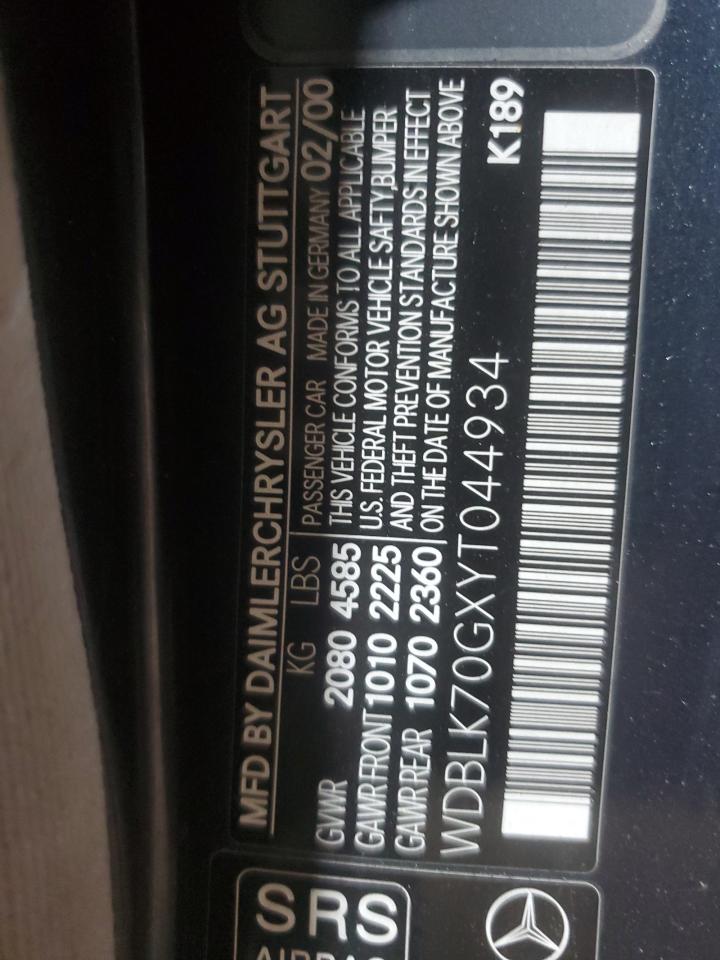 MFD BY DAIMLERCHRYSLER AG STUTTGART
KG LBS PASSENGER CAR MADE IN GERMANY 02/00
GVWR 2080 4585 THIS VEHICLE CONFORMS TO ALL APPLICABLE
GAWR FRONT 1010 2225 U.S. FEDERAL MOTOR VEHICLE SAFTY,BUMPER
GAWR REAR 1070 2360 AND THEFT PREVENTION STANDARDS IN EFFECT
ON THE DATE OF MANUFACTURE SHOWN ABOVE
WDBLK70GXYT044934
K189
SRS
AIRBAG